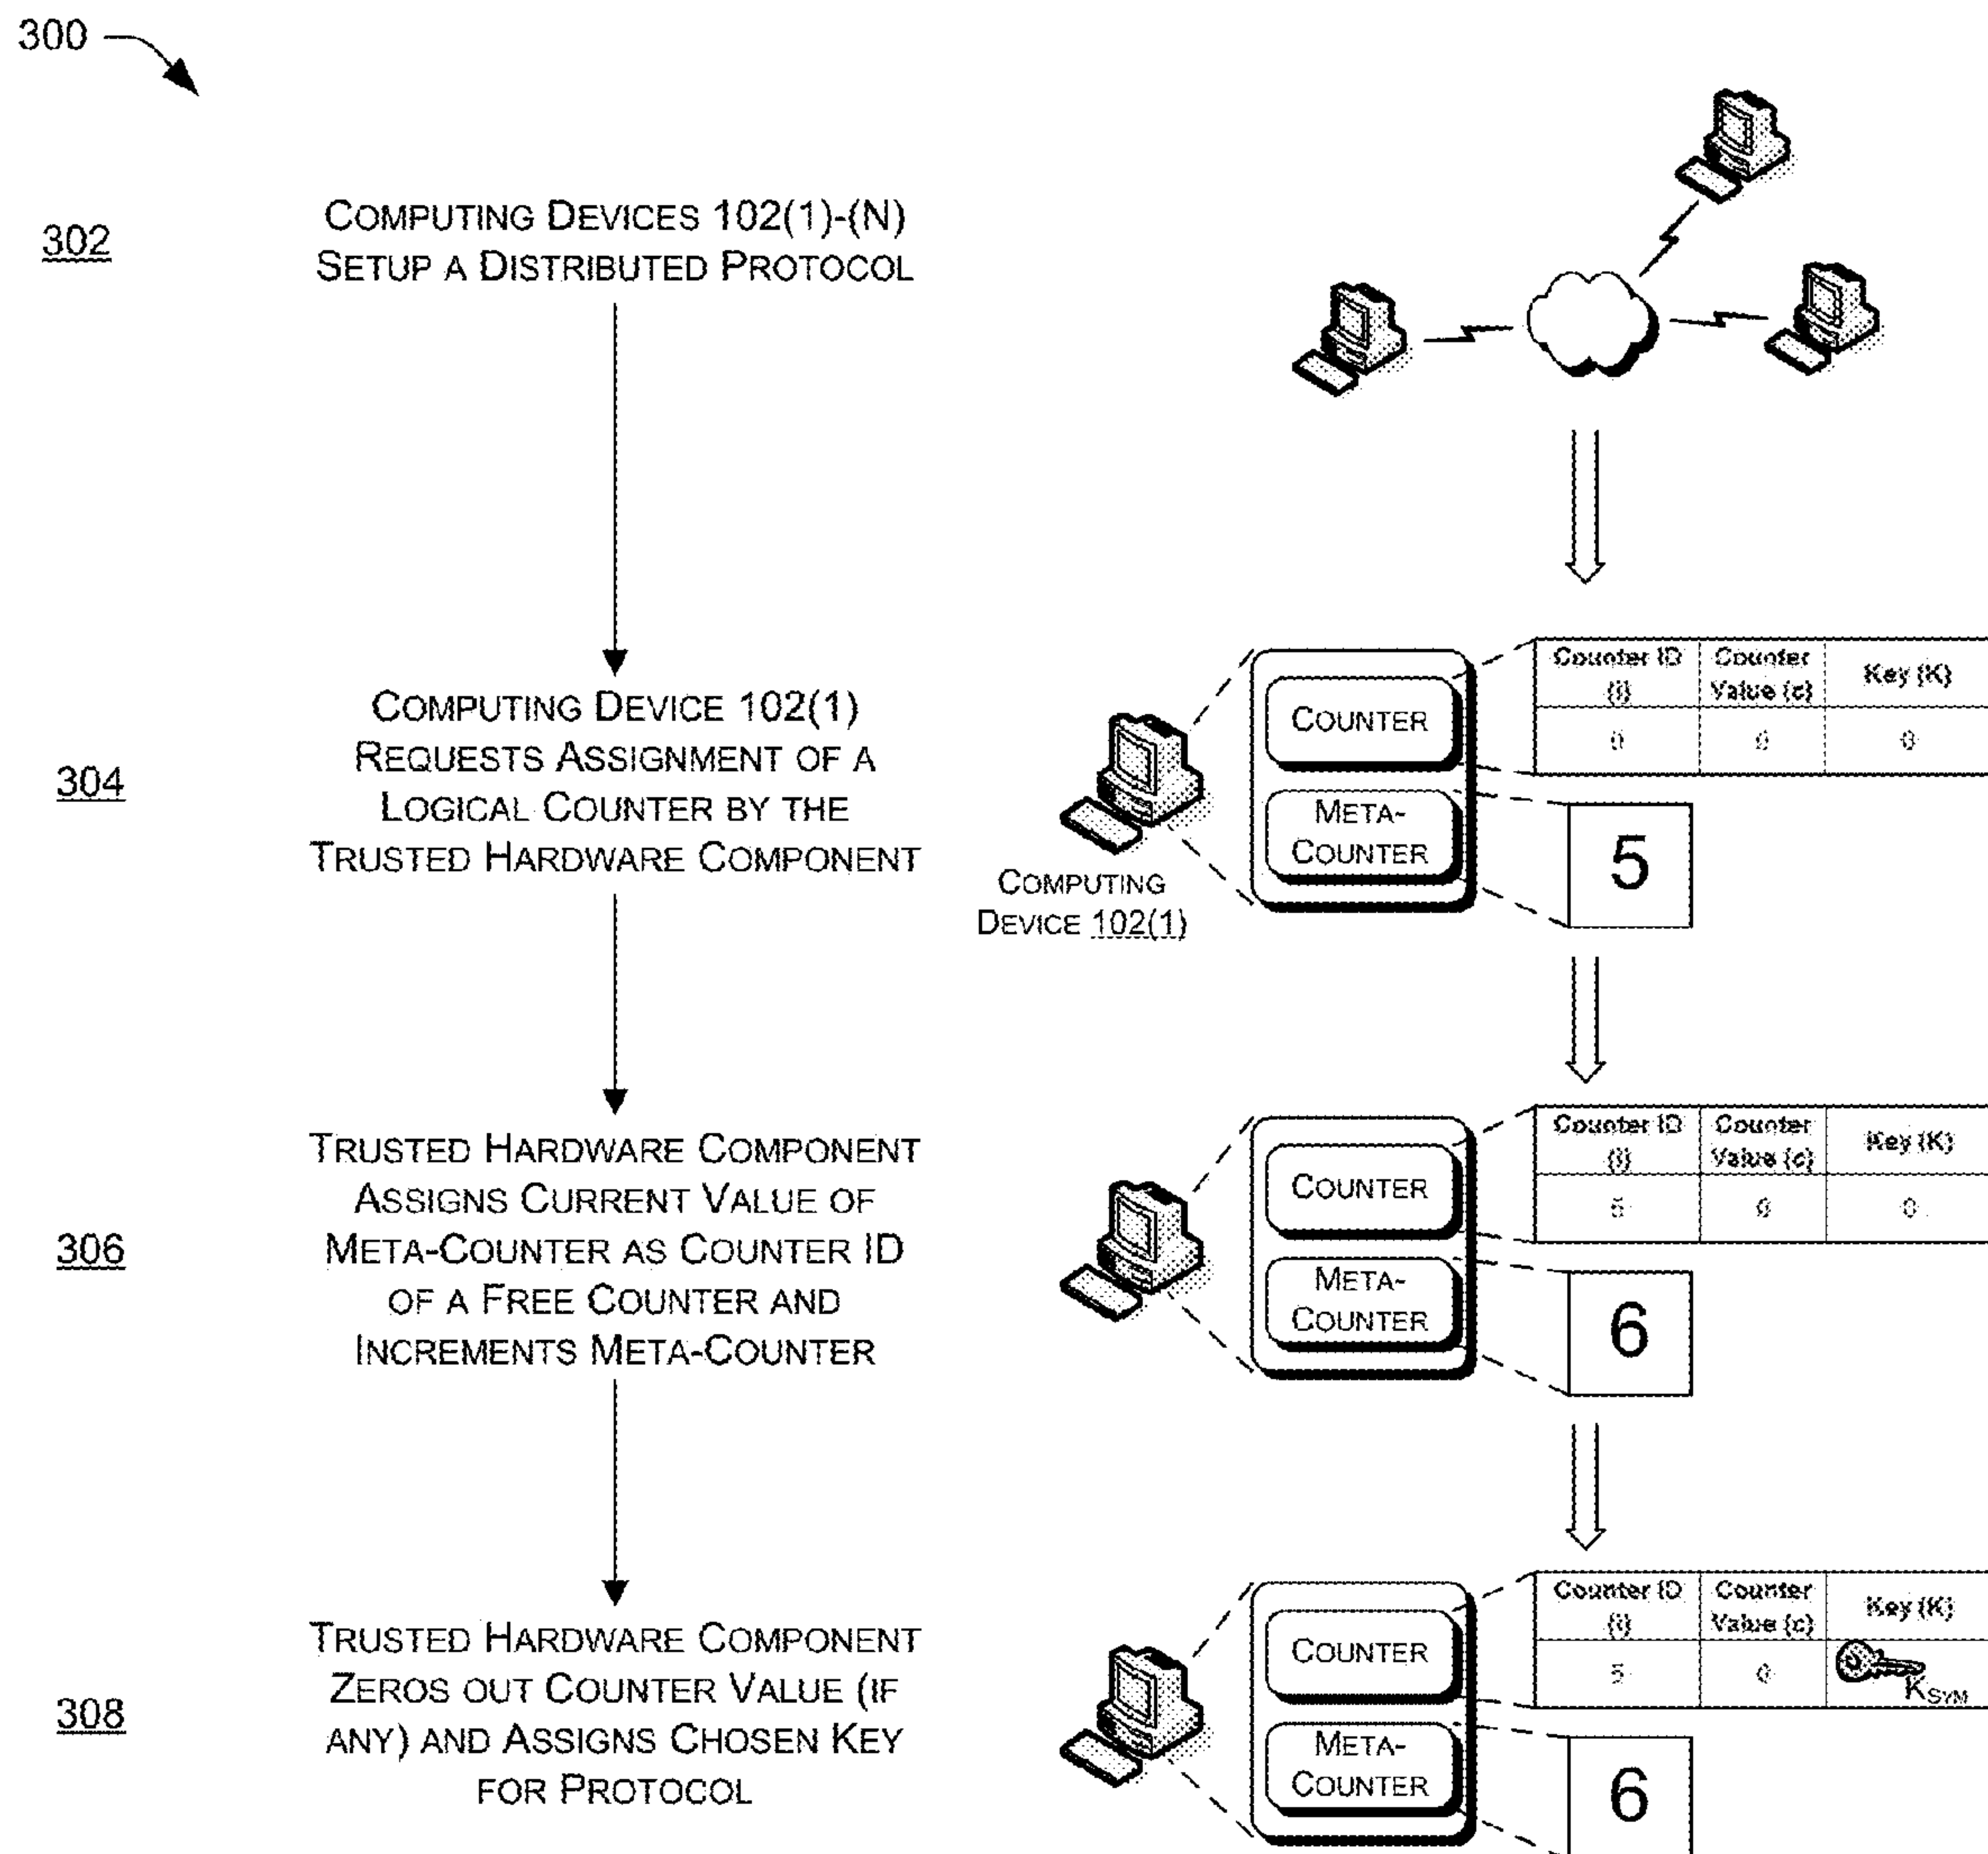 300
302
COMPUTING DEVICES 102(1)-(N)
SETUP A DISTRIBUTED PROTOCOL
304
COMPUTING DEVICE 102(1)
REQUESTS ASSIGNMENT OF A
LOGICAL COUNTER BY THE
TRUSTED HARDWARE COMPONENT
COMPUTING
DEVICE 102(1)
COUNTER
META-
COUNTER
Counter ID
(i)
Counter
Value (c)
Key (K)
0
0
0
5
306
TRUSTED HARDWARE COMPONENT
ASSIGNS CURRENT VALUE OF
META-COUNTER AS COUNTER ID
OF A FREE COUNTER AND
INCREMENTS META-COUNTER
COUNTER
META-
COUNTER
Counter ID
(i)
Counter
Value (c)
Key (K)
0
0
6
308
TRUSTED HARDWARE COMPONENT
ZEROS OUT COUNTER VALUE (IF
ANY) AND ASSIGNS CHOSEN KEY
FOR PROTOCOL
COUNTER
META-
COUNTER
Counter ID
(i)
Counter
Value (c)
Key (K)
5
0
KSYM
6